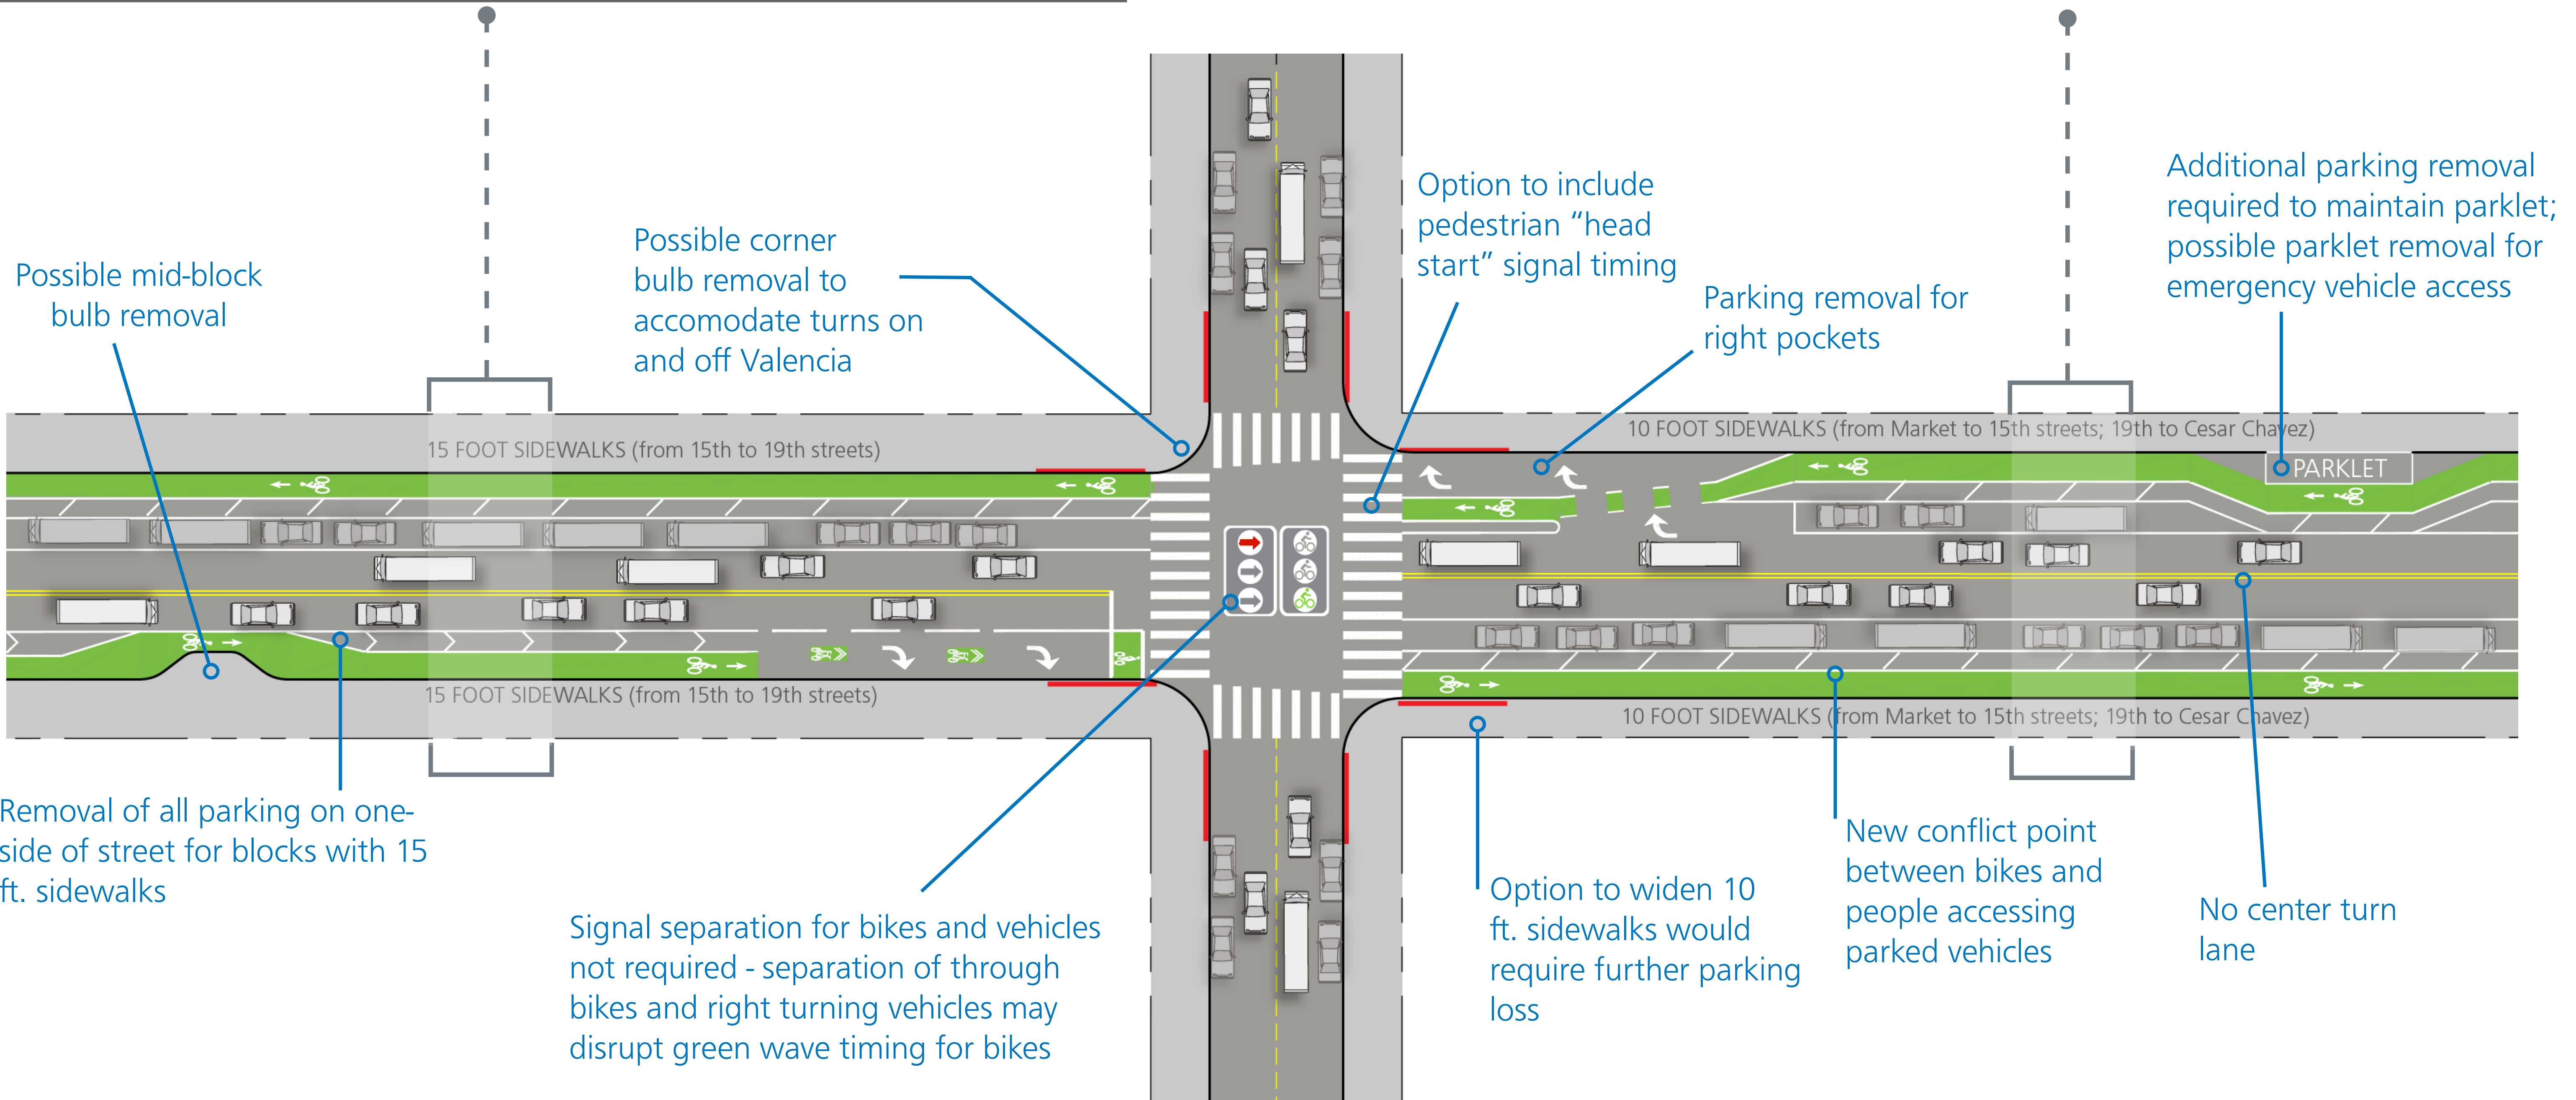 Additional parking removal
required to maintain parklet;
possible parklet removal for
emergency vehicle access
Option to include
pedestrian “head
start” signal timing
Possible corner
bulb removal to
accomodate turns on
and off Valencia
Possible mid-block
bulb removal
Parking removal for
right pockets
15 FOOT SIDEWALKS (from 15th to 19th streets)
10 FOOT SIDEWALKS (from Market to 15th streets; 19th to Cesar Chavez)
PARKLET
15 FOOT SIDEWALKS (from 15th to 19th streets)
10 FOOT SIDEWALKS (from Market to 15th streets; 19th to Cesar Chavez)
Removal of all parking on one-
side of street for blocks with 15
ft. sidewalks
Signal separation for bikes and vehicles
not required - separation of through
bikes and right turning vehicles may
disrupt green wave timing for bikes
Option to widen 10
ft. sidewalks would
require further parking
loss
New conflict point
between bikes and
people accessing
parked vehicles
No center turn
lane